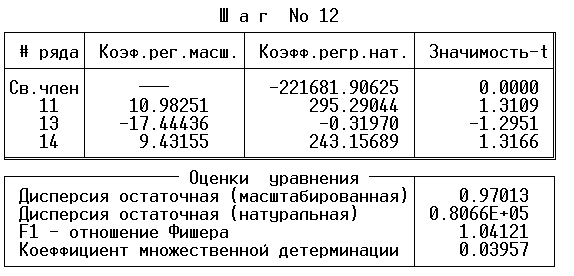 Ш а г No 12
# ряда Коэф.рег.масш. Коэфф.регр.нат. Значимость-t
Св.член —— -221681.90625 0.0000
11 10.98251 295.29044 1.3109
13 -17.44436 -0.31970 -1.2951
14 9.43155 243.15689 1.3166
Оценки уравнения
Дисперсия остаточная (масштабированная) 0.97013
Дисперсия остаточная (натуральная) 0.8066E+05
F1 - отношение Фишера 1.04121
Коеффициент множественной детерминации 0.03957